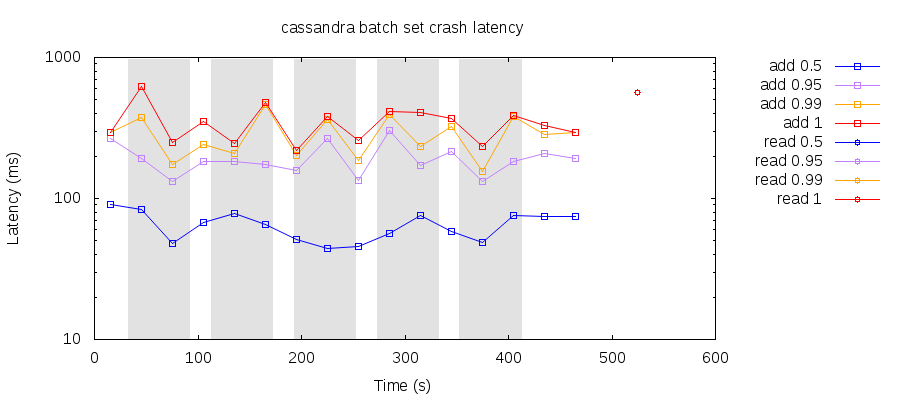 cassandra batch set crash latency
Latency (ms)
1000
100
10
0 100 200 300 400 500 600
Time (s)
add 0.5
add 0.95
add 0.99
add 1
read 0.5
read 0.95
read 0.99
read 1